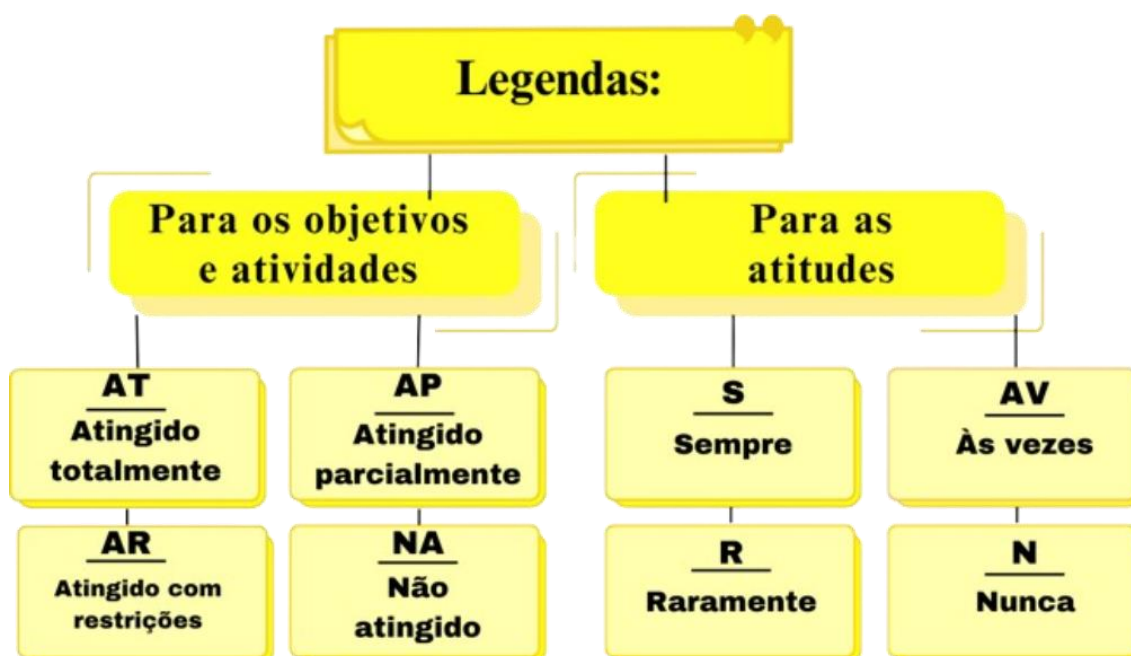 Legendas:
Para os objetivos
e atividades
Para as
atitudes
AT
Atingido
totalmente
AP
Atingido
parcialmente
S
Sempre
AV
Às vezes
AR
Atingido com
restrições
NA
Não
atingido
R
Raramente
N
Nunca